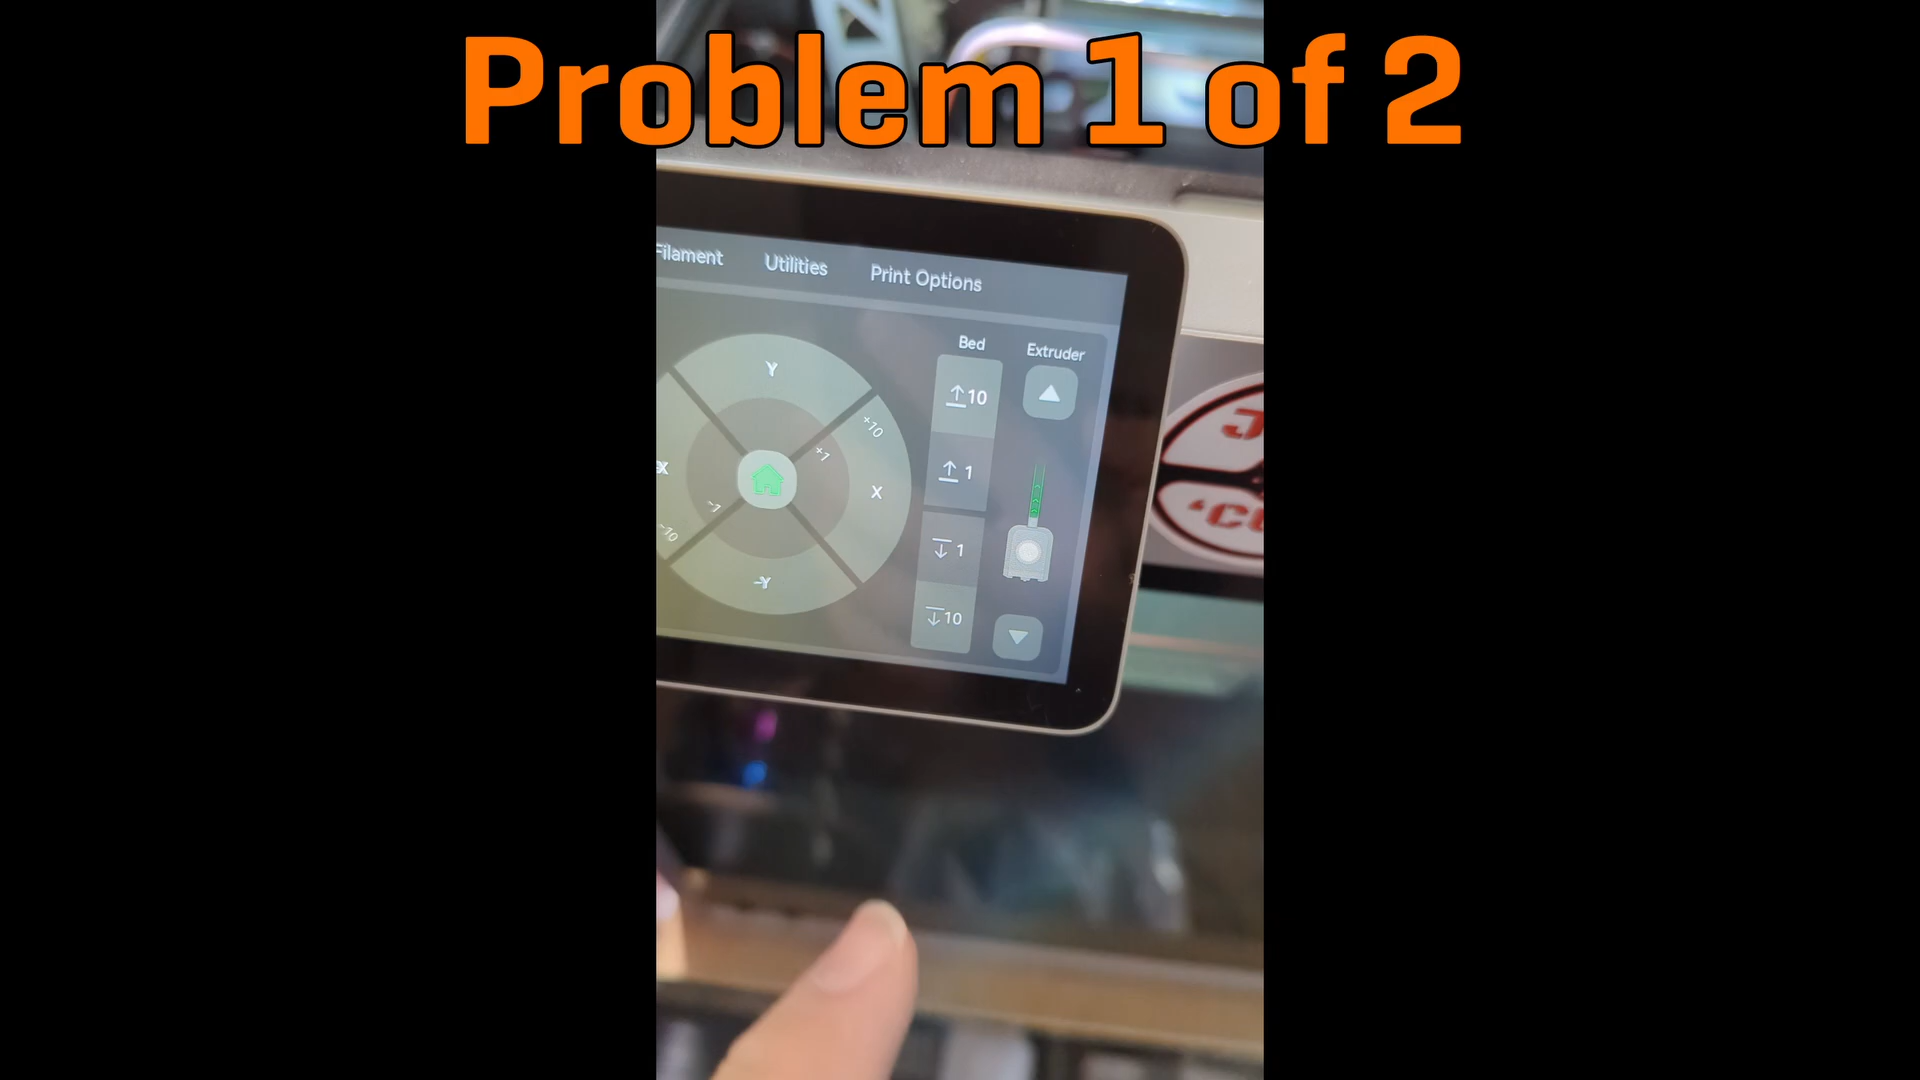 Problem 1 of 2
Filament Utilities Print Options
Bed Extruder
Y
↑10
+10
+1
↑1
X
X
-1
-10
↓1
-Y
↓10